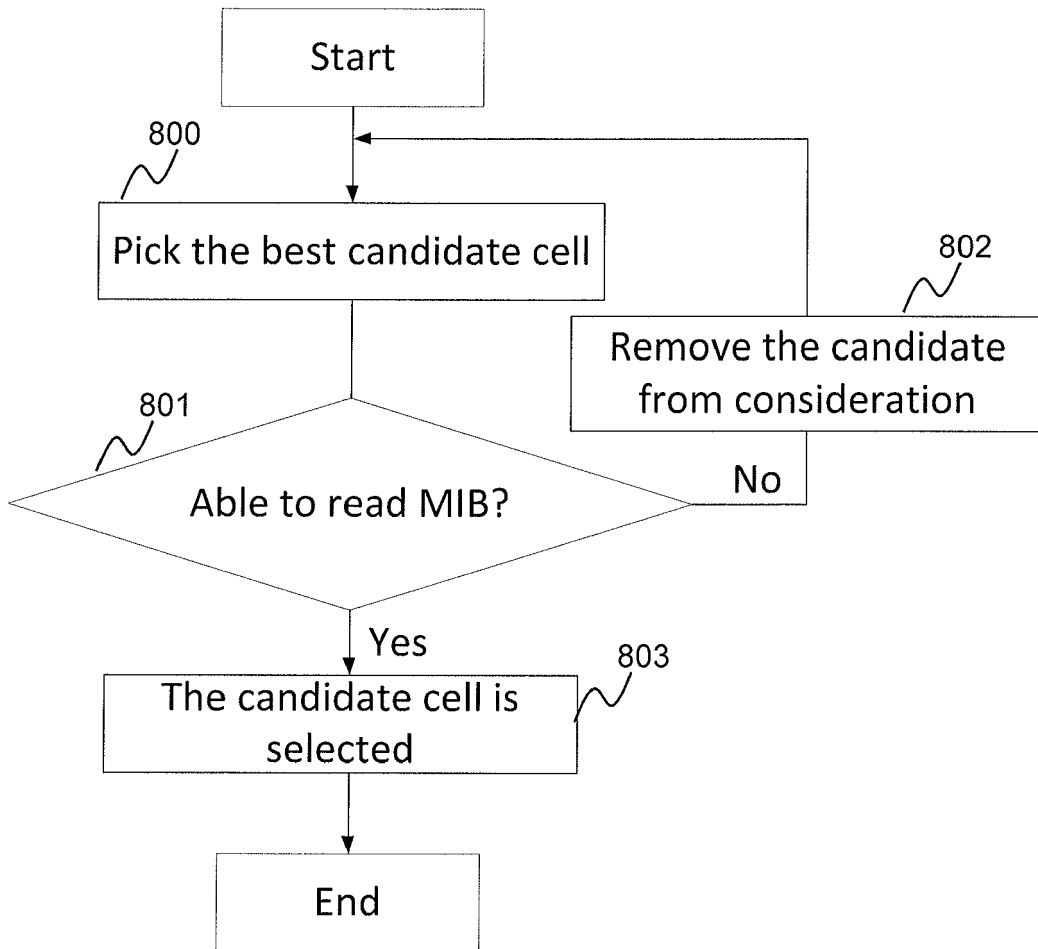 Start
800
Pick the best candidate cell
802
Remove the candidate
from consideration
801
Able to read MIB?
No
Yes
803
The candidate cell is
selected
End